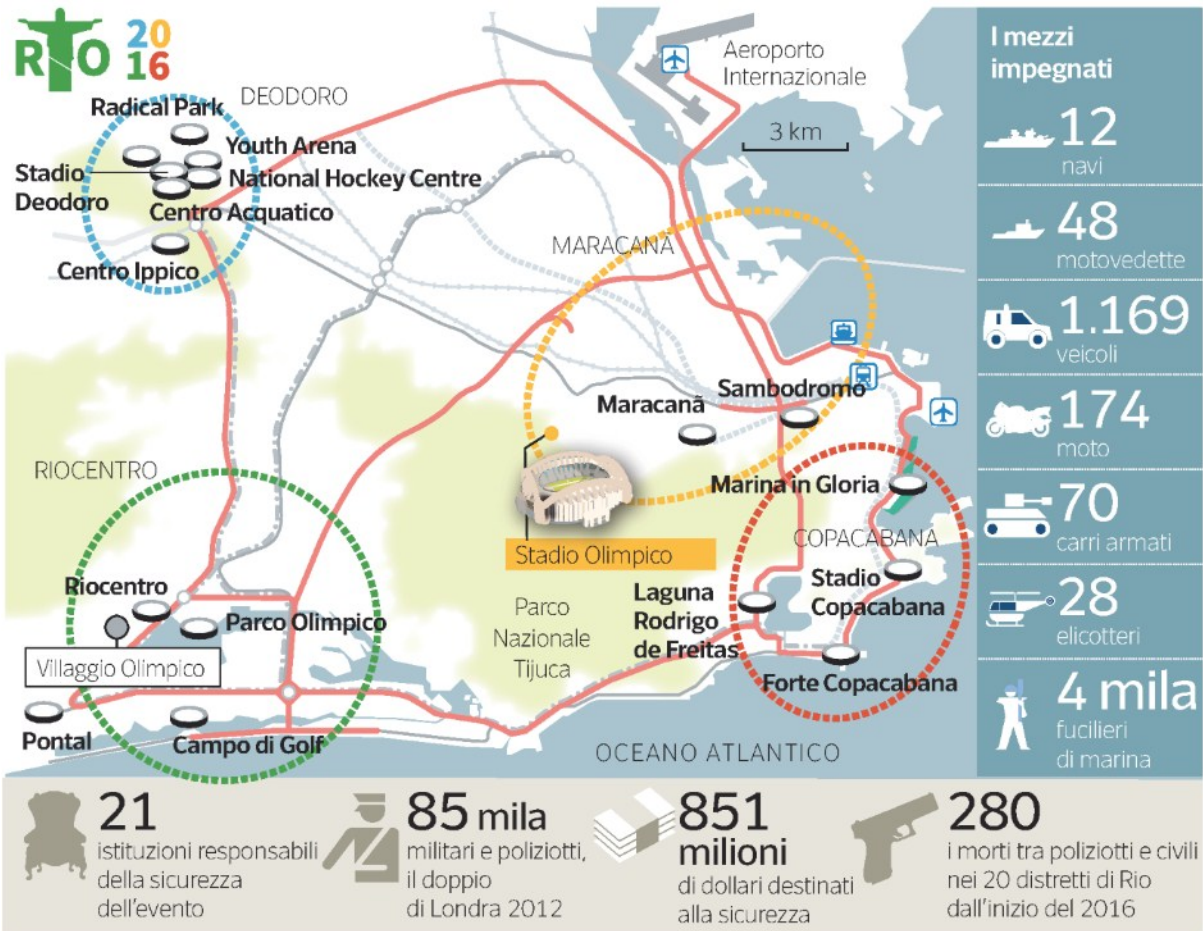 RIO 20
16
DEODORO
Radical Park
Youth Arena
Stadio
Deodoro
National Hockey Centre
Centro Acquatico
Centro Ippico
Aeroporto
Internazionale
3 km
MARACANÃ
Sambodromo
Maracanã
Stadio Olimpico
RIOCENTRO
Riocentro
Parco Olimpico
Villaggio Olimpico
Pontal
Campo di Golf
Parco
Nazionale
Tijuca
Marina in Gloria
COPACABANA
Stadio
Copacabana
Laguna
Rodrigo
de Freitas
Forte Copacabana
OCEANO ATLANTICO
I mezzi
impegnati
12
navi
48
motovedette
1.169
veicoli
174
moto
70
carri armati
28
elicotteri
4 mila
fucilieri
di marina
21
istituzioni responsabili
della sicurezza
dell'evento
85 mila
militari e poliziotti,
il doppio
di Londra 2012
851
milioni
di dollari destinati
alla sicurezza
280
i morti tra poliziotti e civili
nei 20 distretti di Rio
dall'inizio del 2016